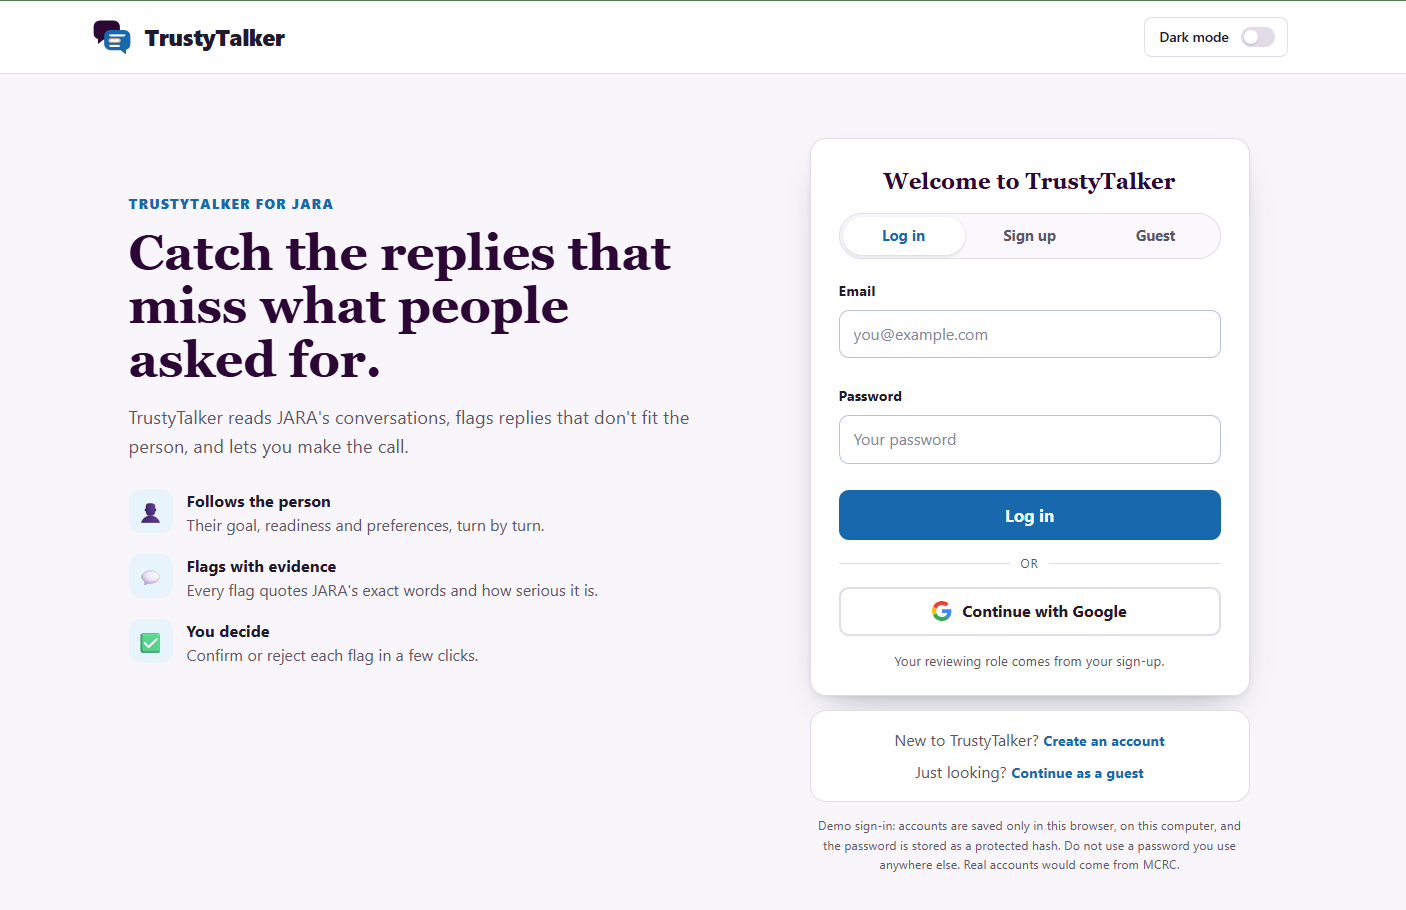 TrustyTalker
Dark mode
TRUSTYTALKER FOR JARA
Catch the replies that
miss what people
asked for.
TrustyTalker reads JARA's conversations, flags replies that don't fit the
person, and lets you make the call.
Follows the person
Their goal, readiness and preferences, turn by turn.
Flags with evidence
Every flag quotes JARA's exact words and how serious it is.
You decide
Confirm or reject each flag in a few clicks.
Welcome to TrustyTalker
Log in Sign up Guest
Email
you@example.com
Password
Your password
Log in
OR
Continue with Google
Your reviewing role comes from your sign-up.
New to TrustyTalker? Create an account
Just looking? Continue as a guest
Demo sign-in: accounts are saved only in this browser, on this computer, and
the password is stored as a protected hash. Do not use a password you use
anywhere else. Real accounts would come from MCRC.